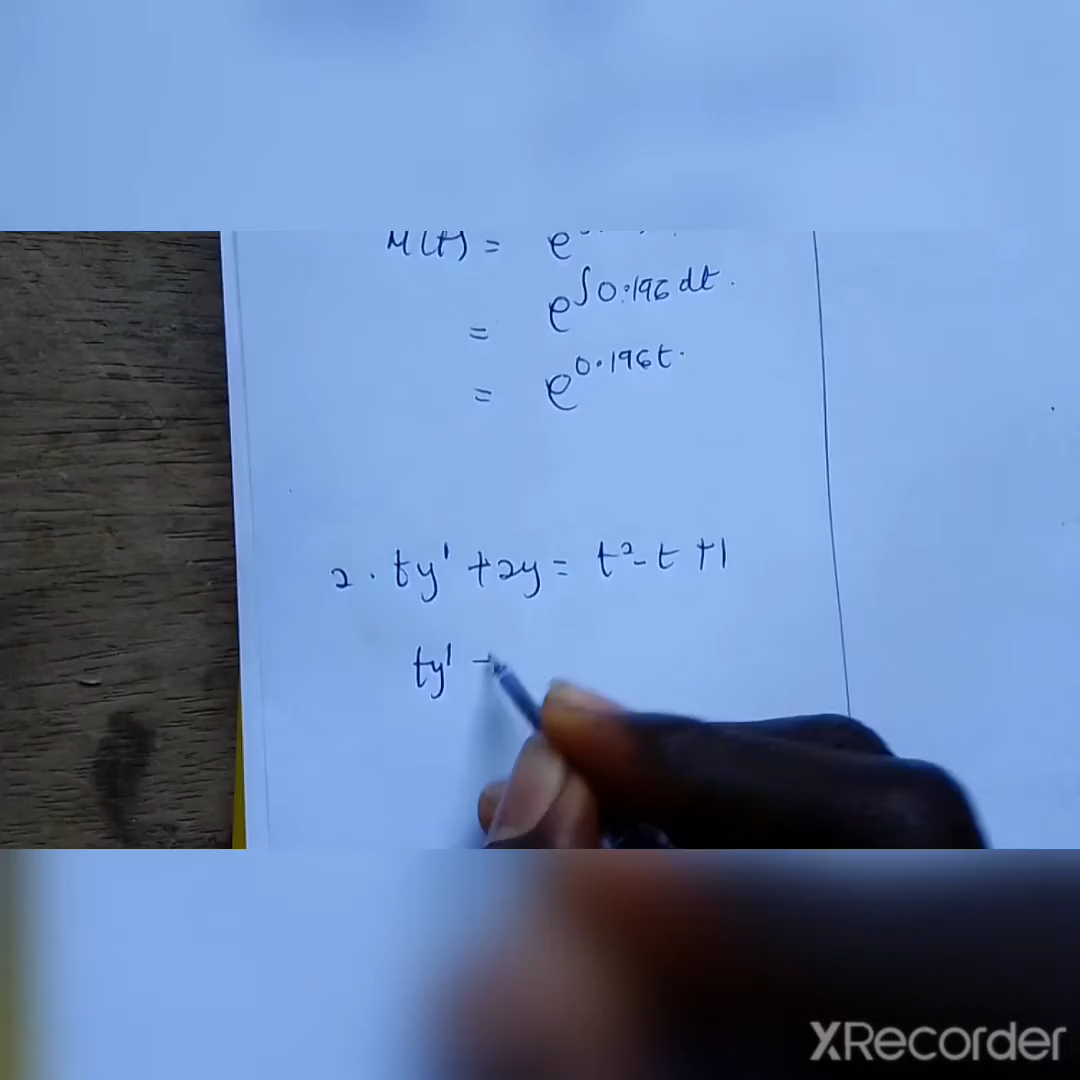 M(t) = e
= e^∫0.196 dt.
= e^0.196t.
2. ty' + 2y = t² - t + 1
ty' -
XRecorder